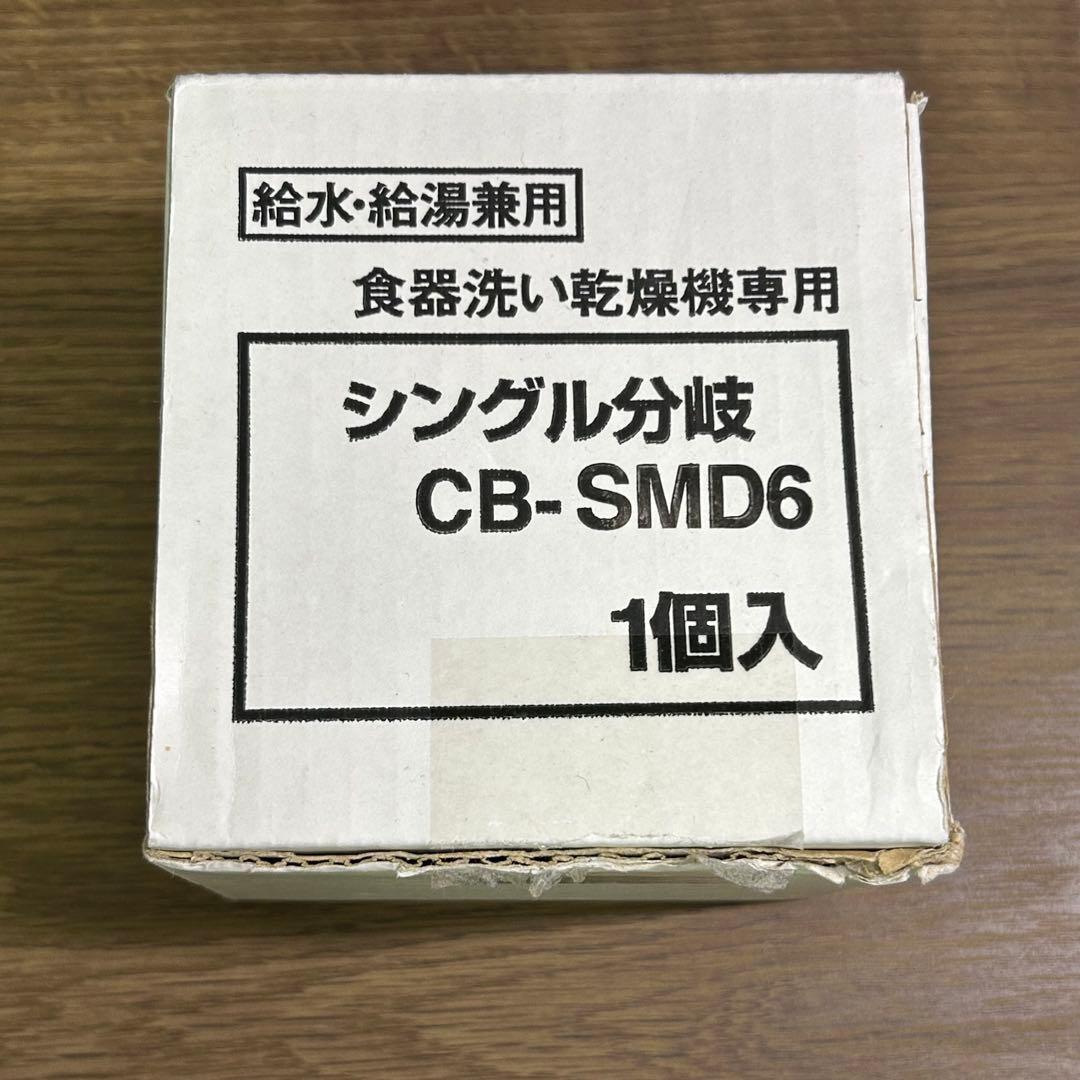 給水・給湯兼用
食器洗い乾燥機専用
シングル分岐
CB-SMD6
1個入